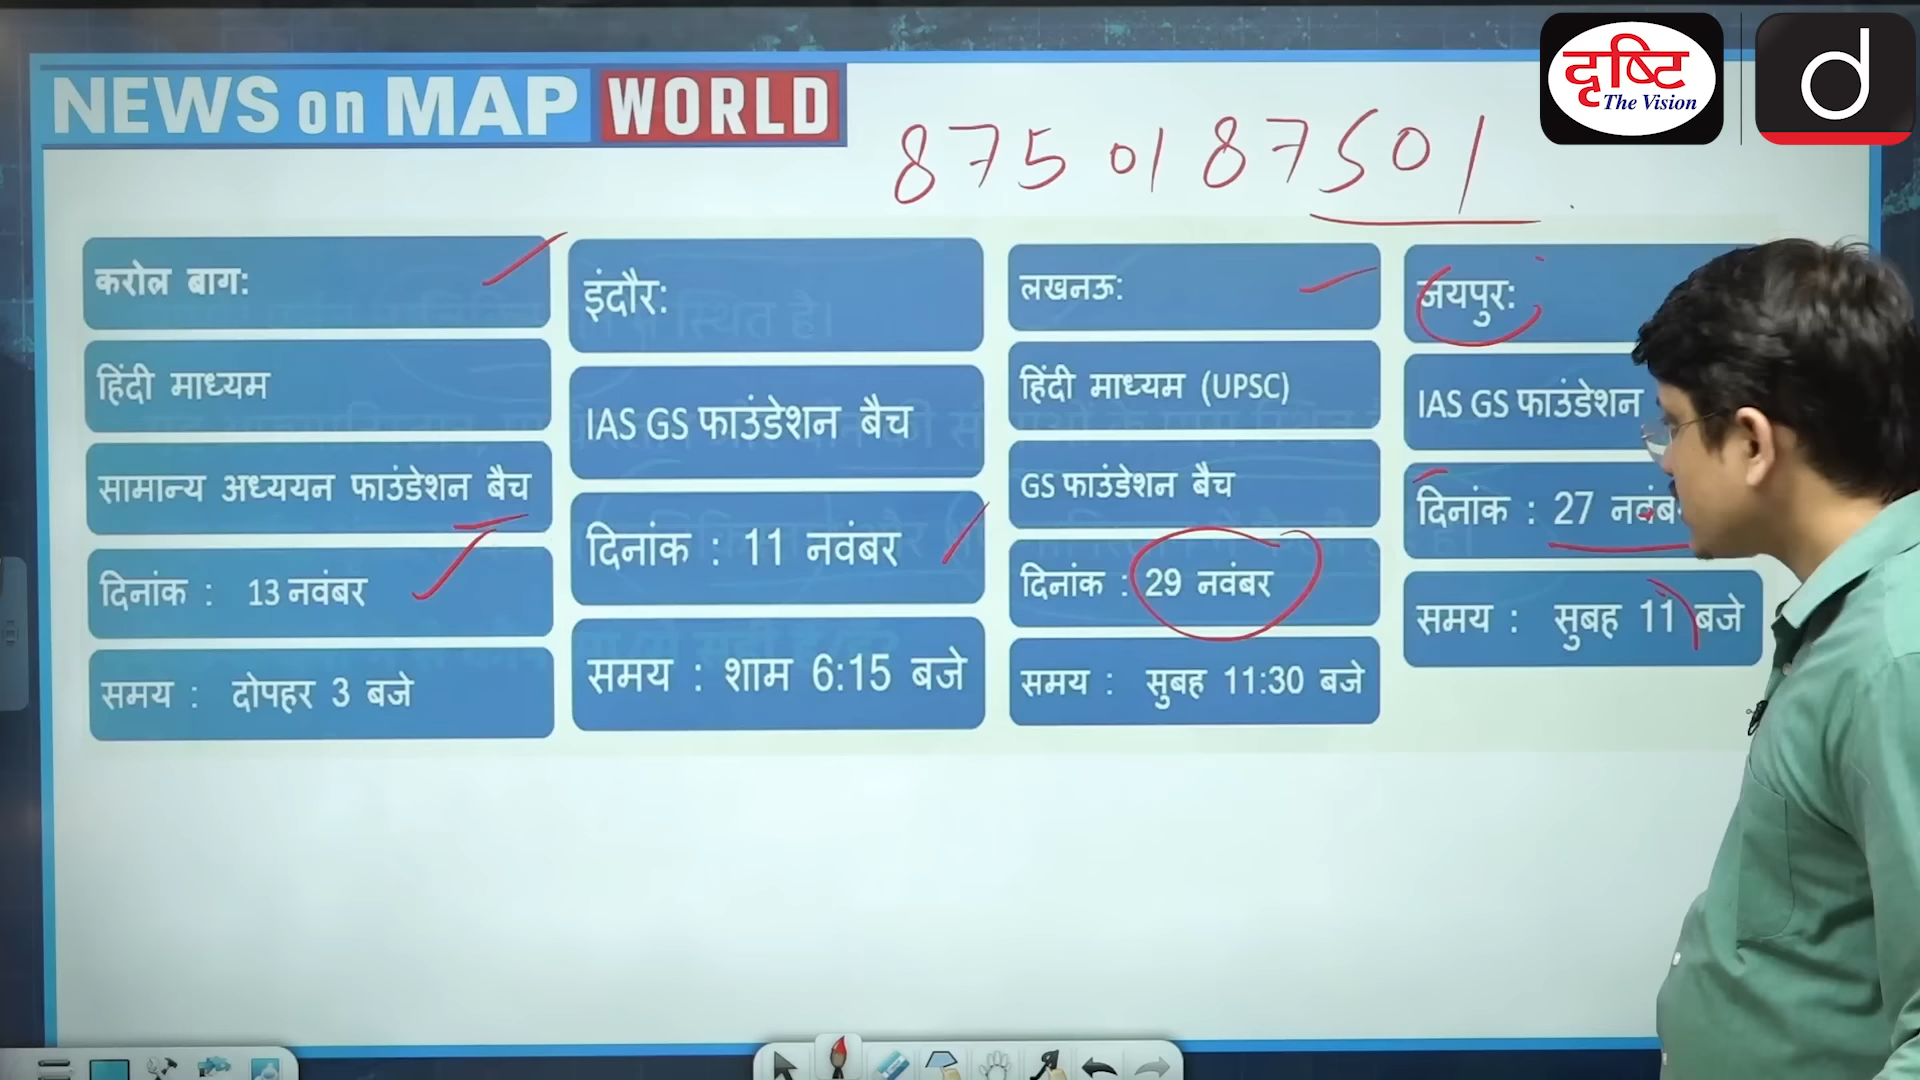 NEWS on MAP WORLD
दृष्टि
The Vision
d
8750187501
करोल बाग:
हिंदी माध्यम
सामान्य अध्ययन फाउंडेशन बैच
दिनांक : 13 नवंबर
समय : दोपहर 3 बजे
इंदौर:
IAS GS फाउंडेशन बैच
दिनांक : 11 नवंबर
समय : शाम 6:15 बजे
लखनऊ:
हिंदी माध्यम (UPSC)
GS फाउंडेशन बैच
दिनांक : 29 नवंबर
समय : सुबह 11:30 बजे
जयपुर:
IAS GS फाउंडेशन
दिनांक : 27
समय : सुबह 11 बजे